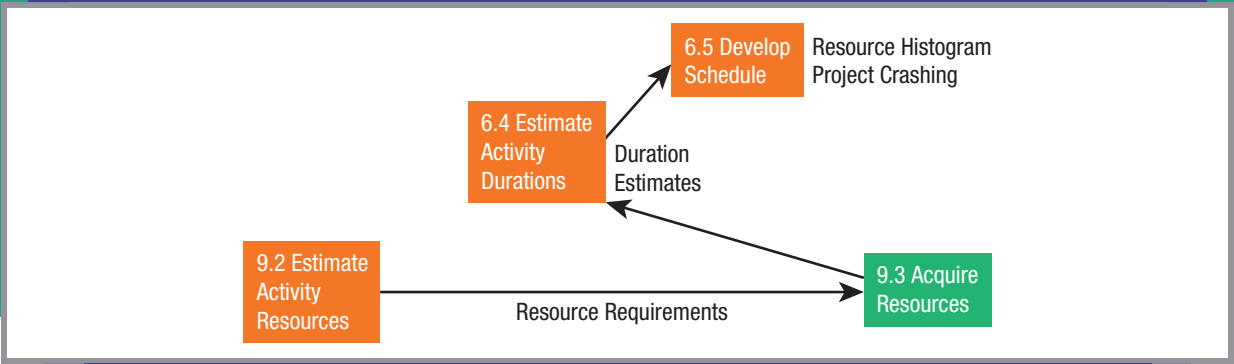 6.5 Develop
Schedule
Resource Histogram
Project Crashing
6.4 Estimate
Activity
Durations
Duration
Estimates
9.2 Estimate
Activity
Resources
Resource Requirements
9.3 Acquire
Resources